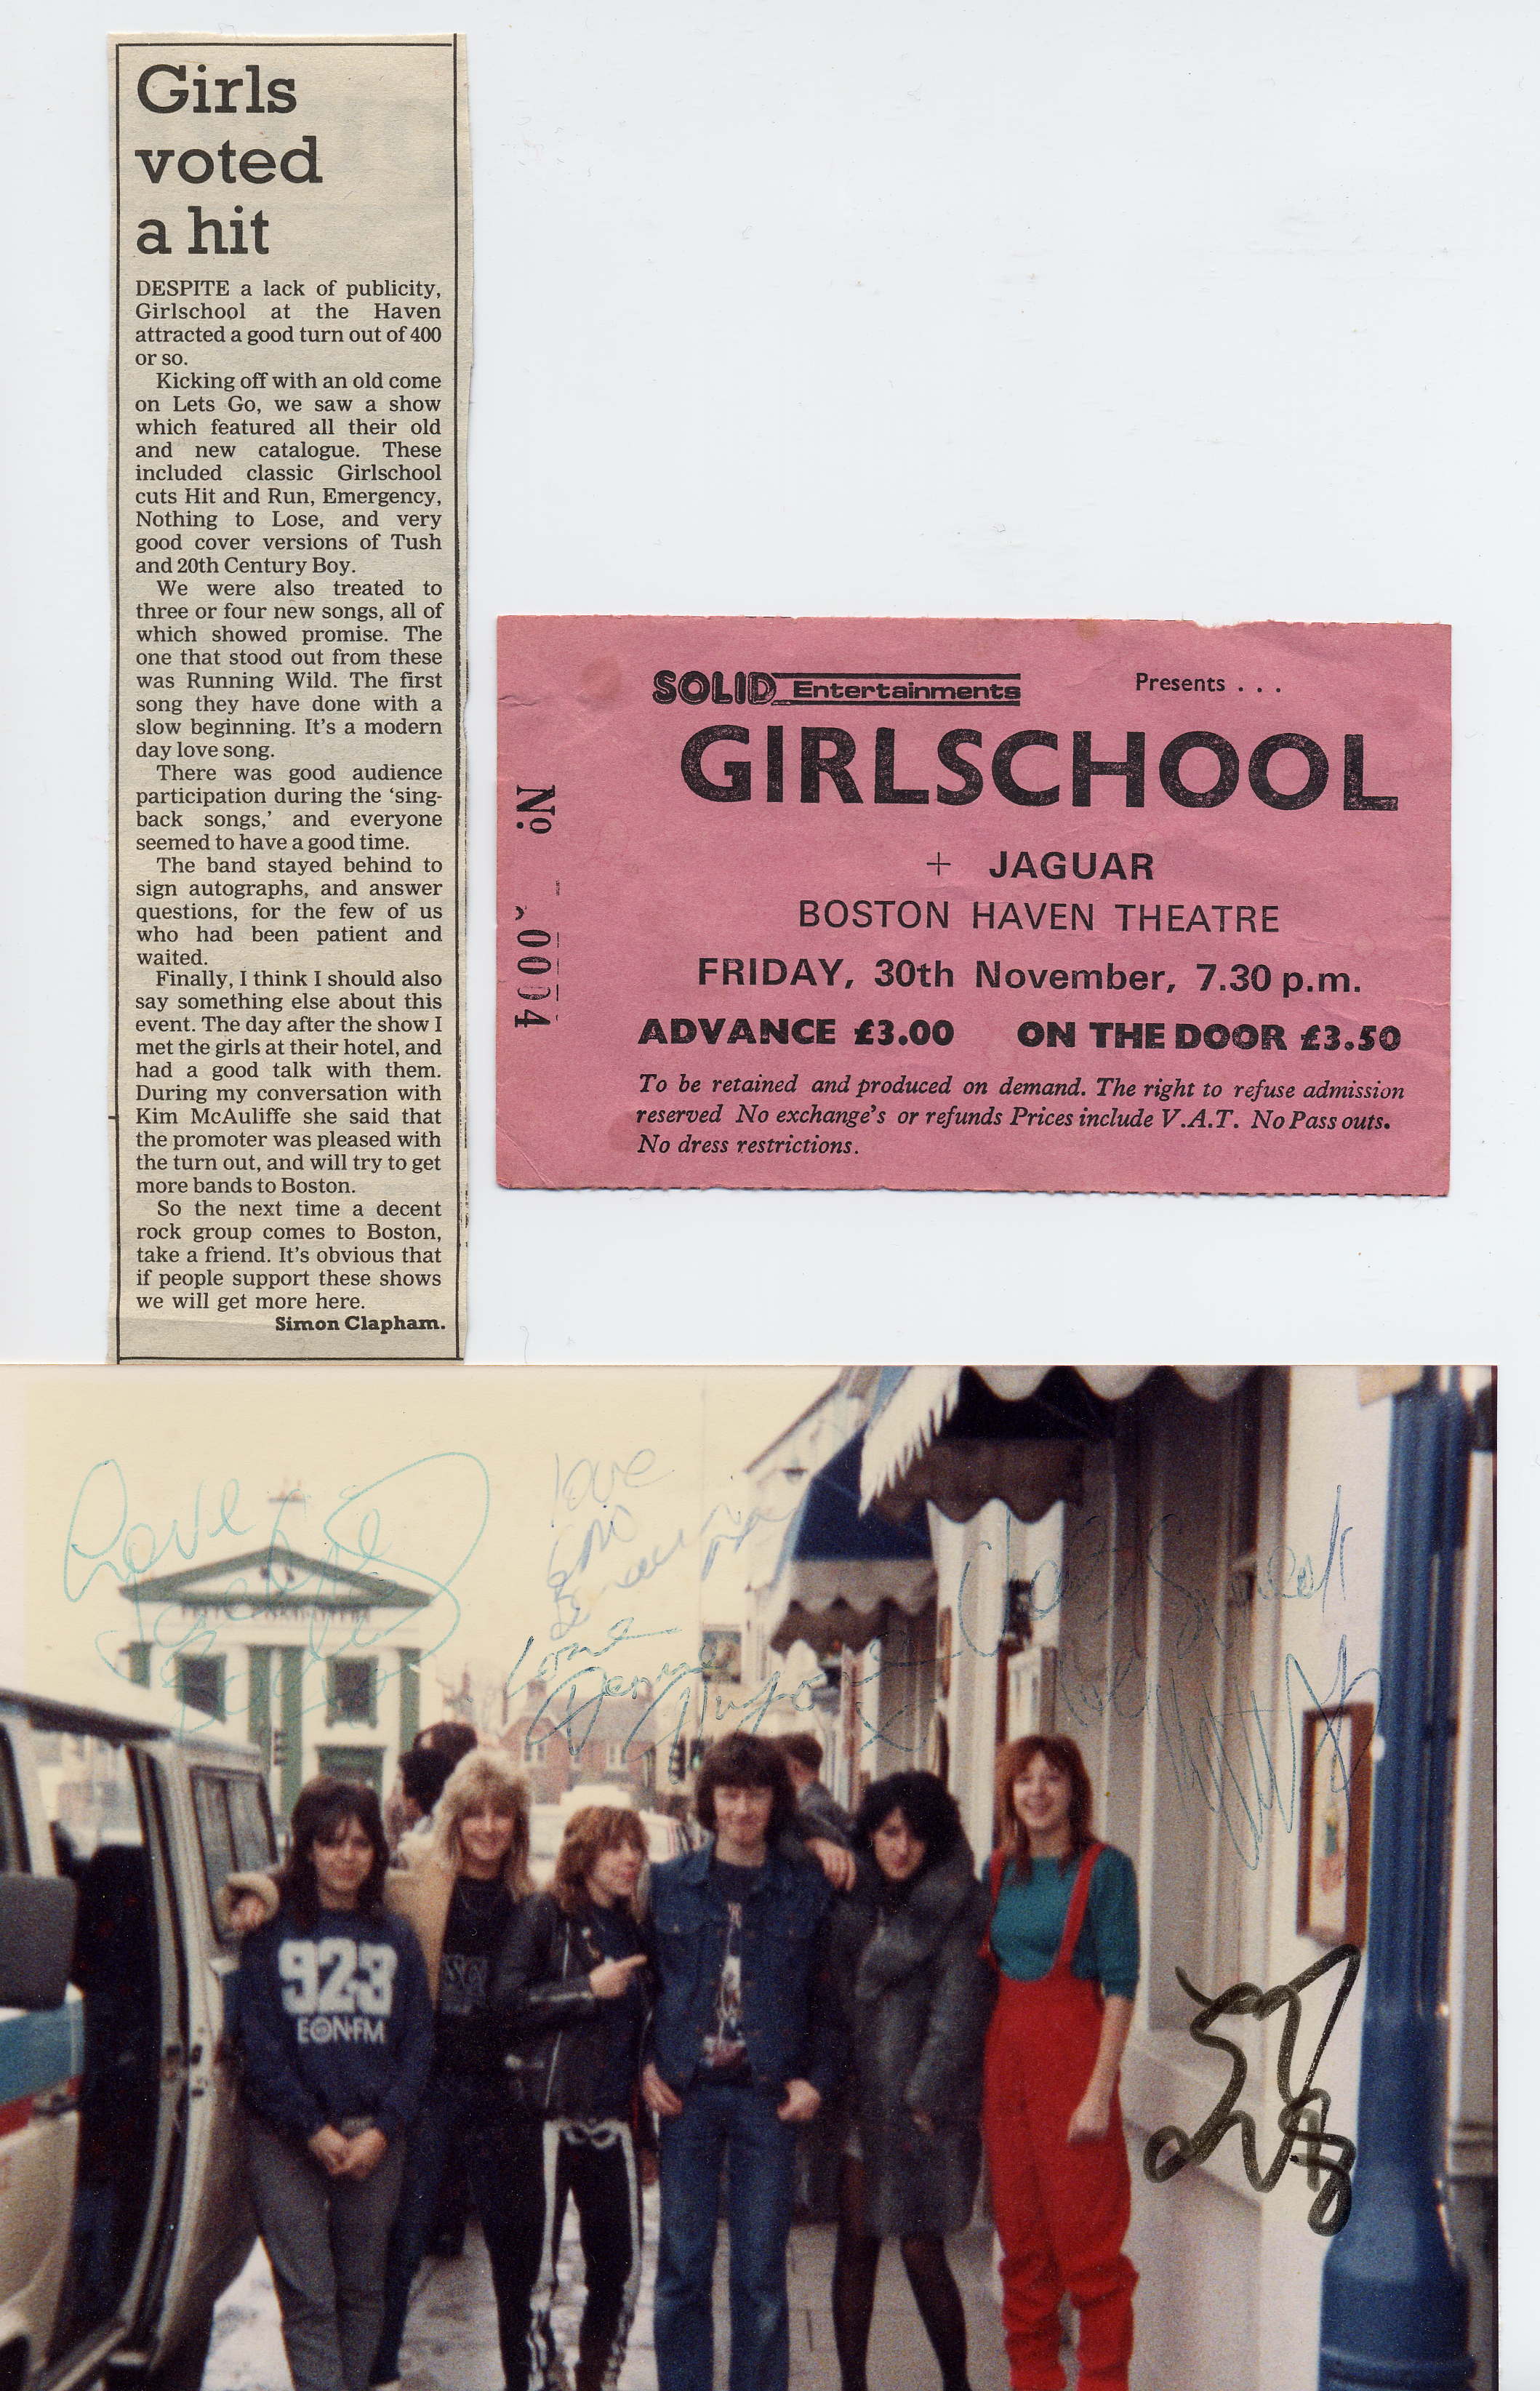 Girls
voted
a hit
DESPITE a lack of publicity,
Girlschool at the Haven
attracted a good turn out of 400
or so.
Kicking off with an old come
on Lets Go, we saw a show
which featured all their old
and new catalogue. These
included classic Girlschool
cuts Hit and Run, Emergency,
Nothing to Lose, and very
good cover versions of Tush
and 20th Century Boy.
We were also treated to
three or four new songs, all of
which showed promise. The
one that stood out from these
was Running Wild. The first
song they have done with a
slow beginning. It's a modern
day love song.
There was good audience
participation during the 'sing-
back songs,' and everyone
seemed to have a good time.
The band stayed behind to
sign autographs, and answer
questions, for the few of us
who had been patient and
waited.
Finally, I think I should also
say something else about this
event. The day after the show I
met the girls at their hotel, and
had a good talk with them.
During my conversation with
Kim McAuliffe she said that
the promoter was pleased with
the turn out, and will try to get
more bands to Boston.
So the next time a decent
rock group comes to Boston,
take a friend. It's obvious that
if people support these shows
we will get more here.
Simon Clapham.
SOLID Entertainments Presents . . .
GIRLSCHOOL
+ JAGUAR
BOSTON HAVEN THEATRE
FRIDAY, 30th November, 7.30 p.m.
ADVANCE £3.00 ON THE DOOR £3.50
To be retained and produced on demand. The right to refuse admission
reserved No exchange's or refunds Prices include V.A.T. No Pass outs.
No dress restrictions.
No. 0004
Love
love
Love
923
EON-FM